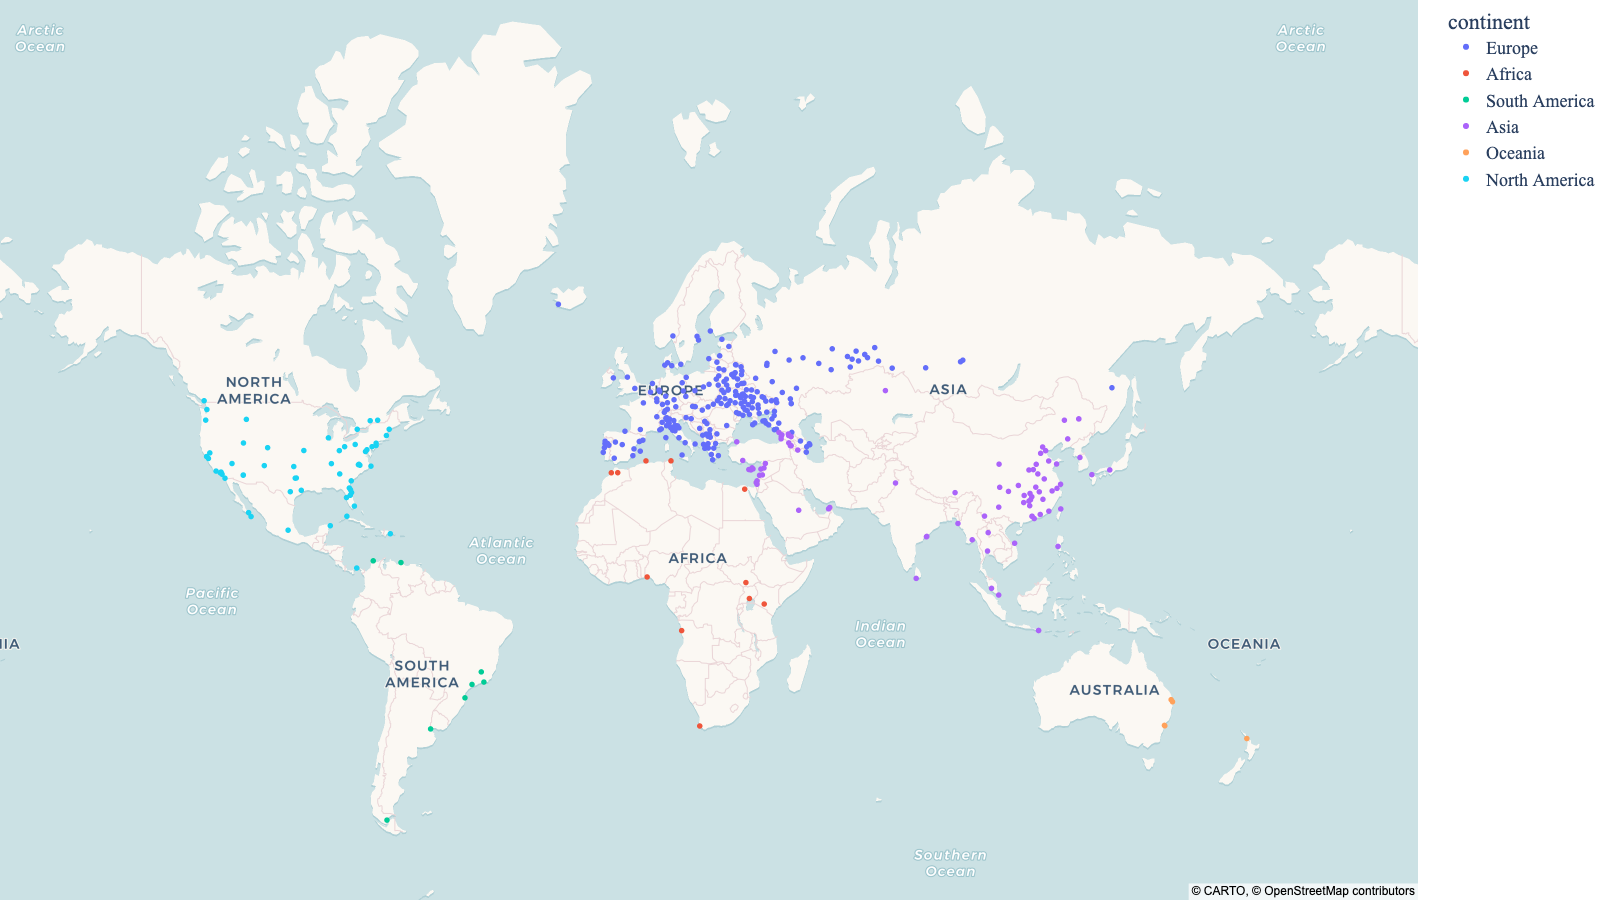 Arctic
Ocean
Arctic
Ocean
continent
Europe
Africa
South America
Asia
Oceania
North America
NORTH
AMERICA
EUROPE
ASIA
Atlantic
Ocean
AFRICA
Pacific
Ocean
Indian
Ocean
IIA
OCEANIA
SOUTH
AMERICA
AUSTRALIA
Southern
Ocean
© CARTO, © OpenStreetMap contributors